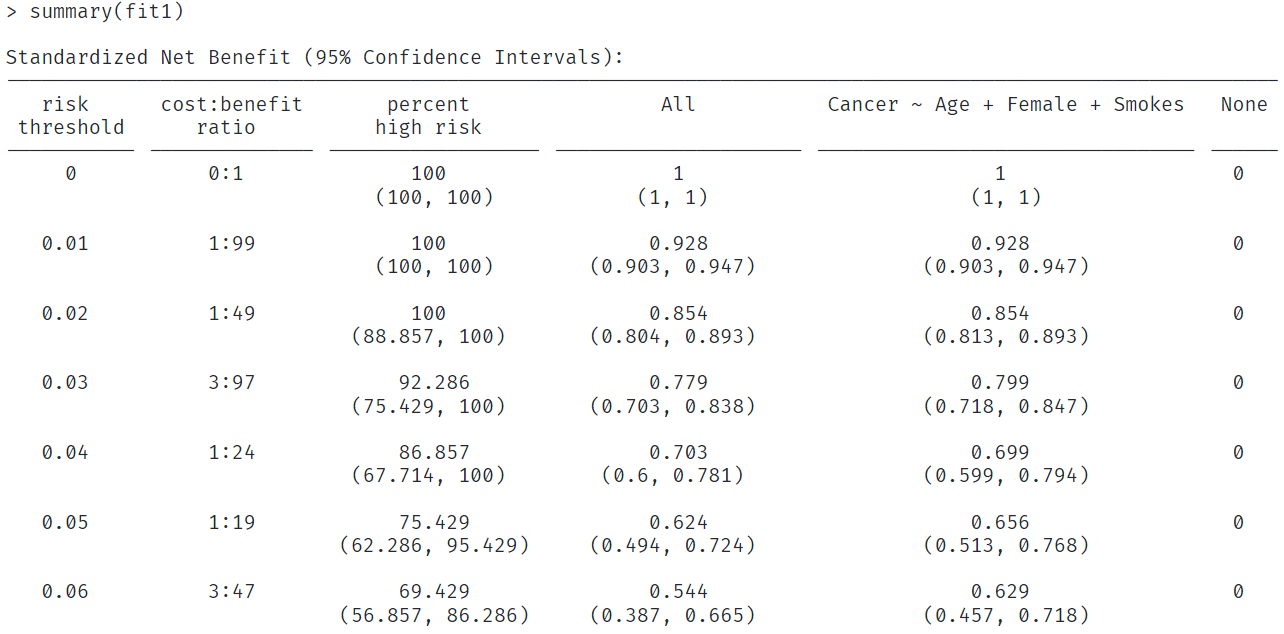 > summary(fit1)
Standardized Net Benefit (95% Confidence Intervals):
risk cost:benefit percent All Cancer ~ Age + Female + Smokes None
threshold ratio high risk
0 0:1 100 1 1 0
(100, 100) (1, 1) (1, 1)
0.01 1:99 100 0.928 0.928 0
(100, 100) (0.903, 0.947) (0.903, 0.947)
0.02 1:49 100 0.854 0.854 0
(88.857, 100) (0.804, 0.893) (0.813, 0.893)
0.03 3:97 92.286 0.779 0.799 0
(75.429, 100) (0.703, 0.838) (0.718, 0.847)
0.04 1:24 86.857 0.703 0.699 0
(67.714, 100) (0.6, 0.781) (0.599, 0.794)
0.05 1:19 75.429 0.624 0.656 0
(62.286, 95.429) (0.494, 0.724) (0.513, 0.768)
0.06 3:47 69.429 0.544 0.629 0
(56.857, 86.286) (0.387, 0.665) (0.457, 0.718)